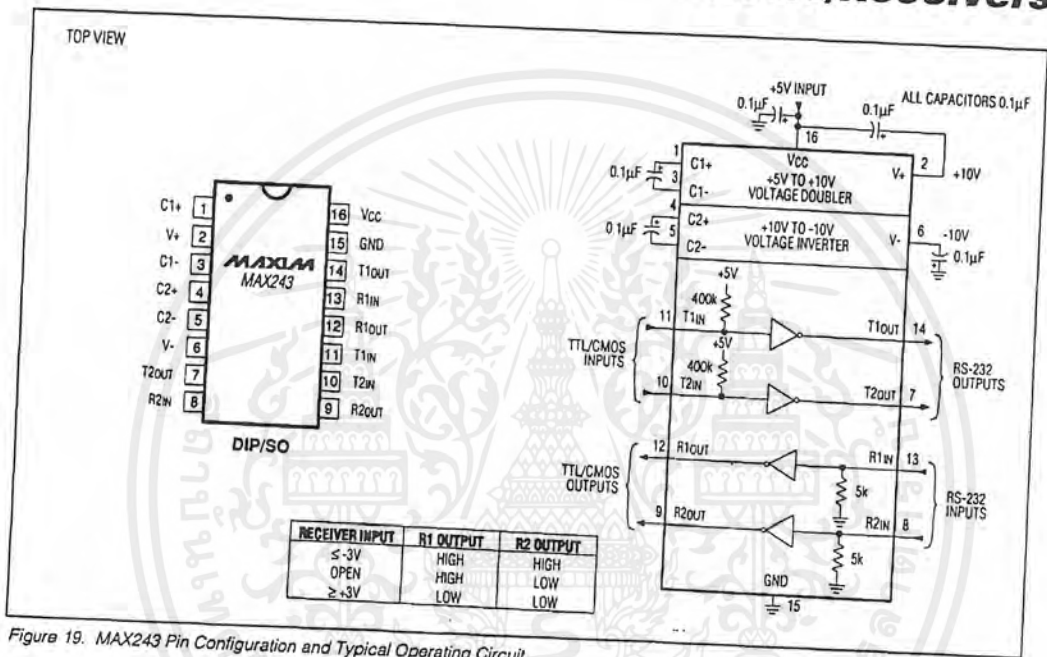 Receivers
TOP VIEW
C1+ 1
V+ 2
C1- 3
C2+ 4
C2- 5
V- 6
T2OUT 7
R2IN 8
16 VCC
15 GND
14 T1OUT
13 R1IN
12 R1OUT
11 T1IN
10 T2IN
9 R2OUT
MAXIM
MAX243
DIP/SO
+5V INPUT
ALL CAPACITORS 0.1µF
0.1µF
0.1µF
16
VCC
1 C1+
0.1µF
3 C1-
+5V TO +10V
VOLTAGE DOUBLER
V+ 2 +10V
4 C2+
0.1µF
5 C2-
+10V TO -10V
VOLTAGE INVERTER
V- 6 -10V
0.1µF
+5V
400k
11 T1IN
T1OUT 14
+5V
TTL/CMOS
INPUTS
400k
RS-232
OUTPUTS
10 T2IN
T2OUT 7
12 R1OUT
R1IN 13
TTL/CMOS
OUTPUTS
5k
RS-232
INPUTS
9 R2OUT
R2IN 8
5k
GND
15
RECEIVER INPUT R1 OUTPUT R2 OUTPUT
≤ -3V HIGH HIGH
OPEN HIGH LOW
≥ +3V LOW LOW
Figure 19. MAX243 Pin Configuration and Typical Operating Circuit